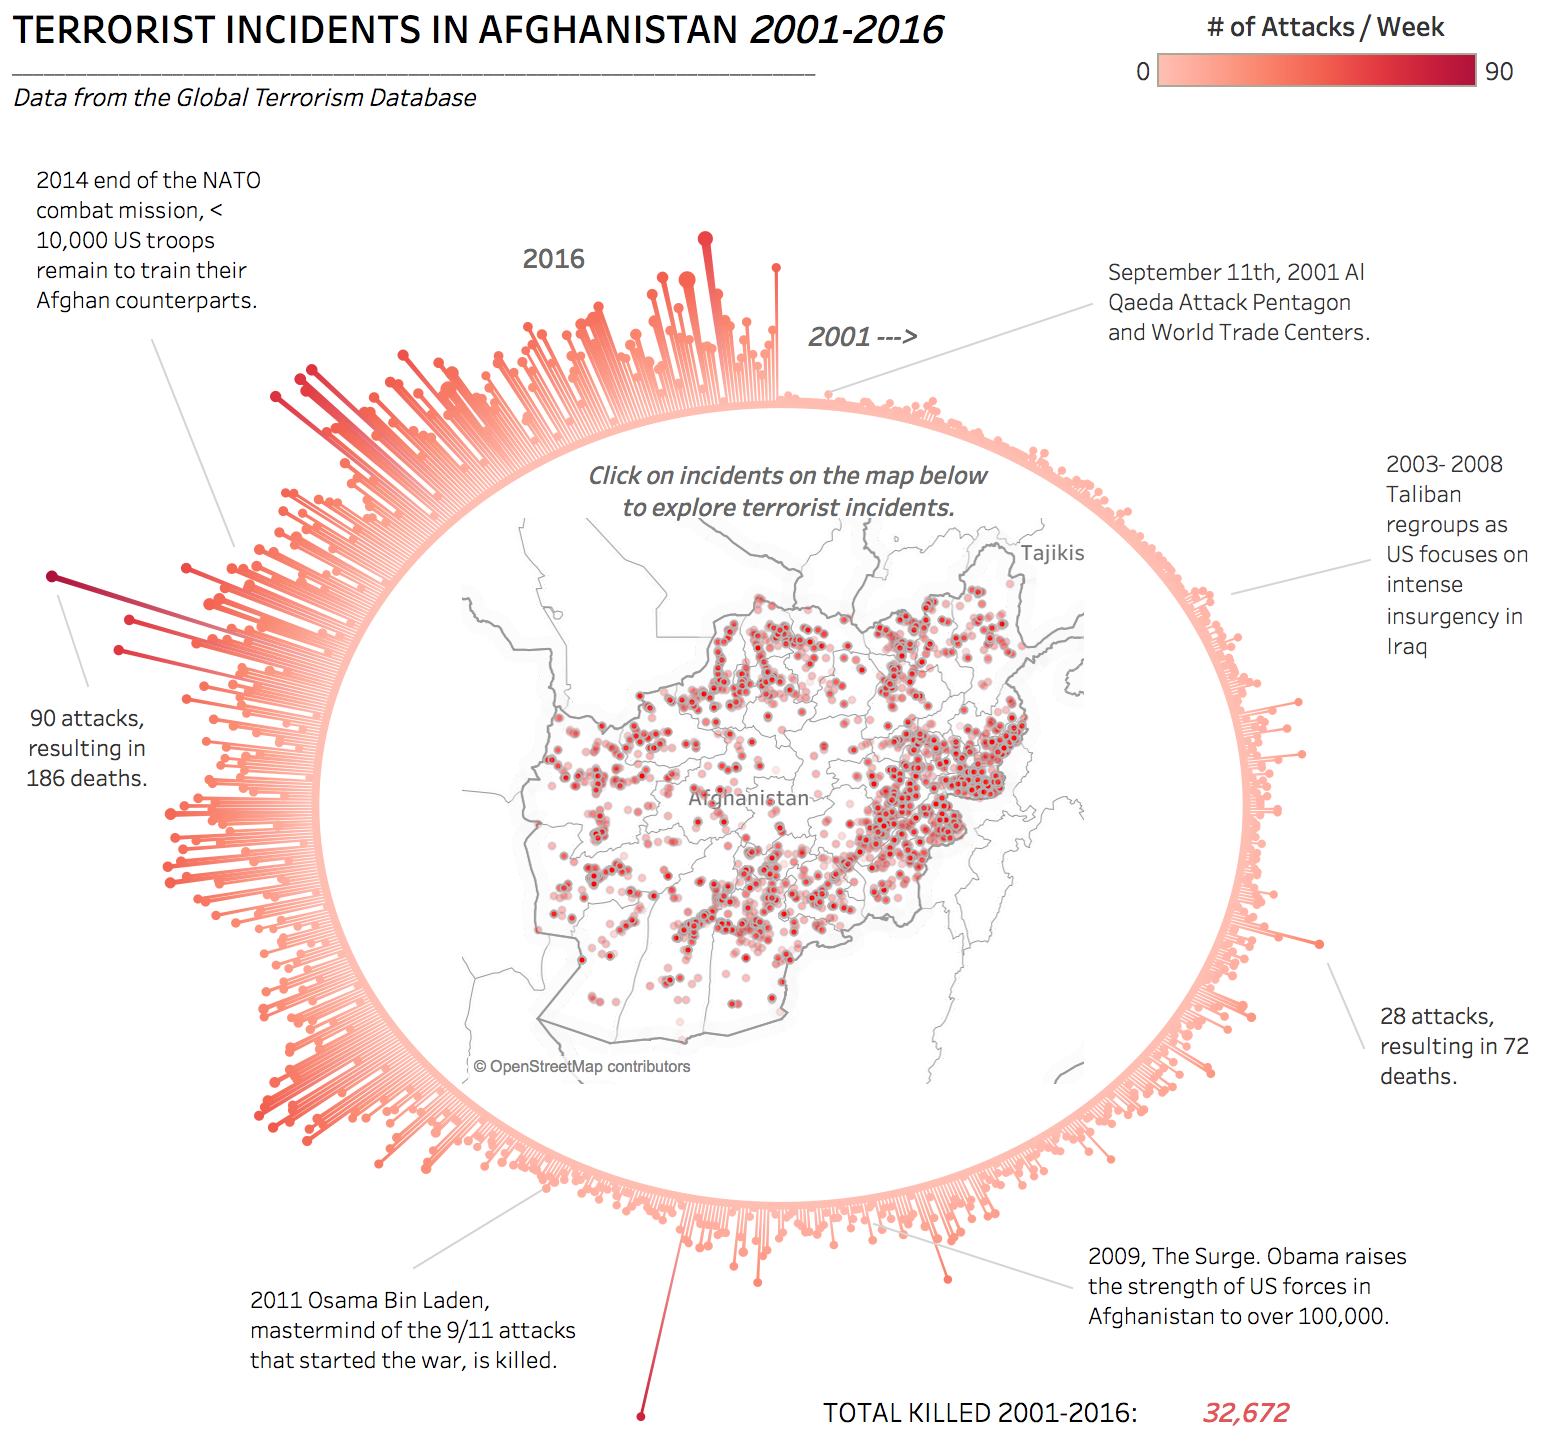 TERRORIST INCIDENTS IN AFGHANISTAN 2001-2016
Data from the Global Terrorism Database
# of Attacks / Week
0
90
2014 end of the NATO
combat mission, <
10,000 US troops
remain to train their
Afghan counterparts.
2016
2001 --->
September 11th, 2001 Al
Qaeda Attack Pentagon
and World Trade Centers.
Click on incidents on the map below
to explore terrorist incidents.
2003- 2008
Taliban
regroups as
US focuses on
intense
insurgency in
Iraq
Tajikis
Afghanistan
90 attacks,
resulting in
186 deaths.
28 attacks,
resulting in 72
deaths.
© OpenStreetMap contributors
2009, The Surge. Obama raises
the strength of US forces in
Afghanistan to over 100,000.
2011 Osama Bin Laden,
mastermind of the 9/11 attacks
that started the war, is killed.
TOTAL KILLED 2001-2016: 32,672